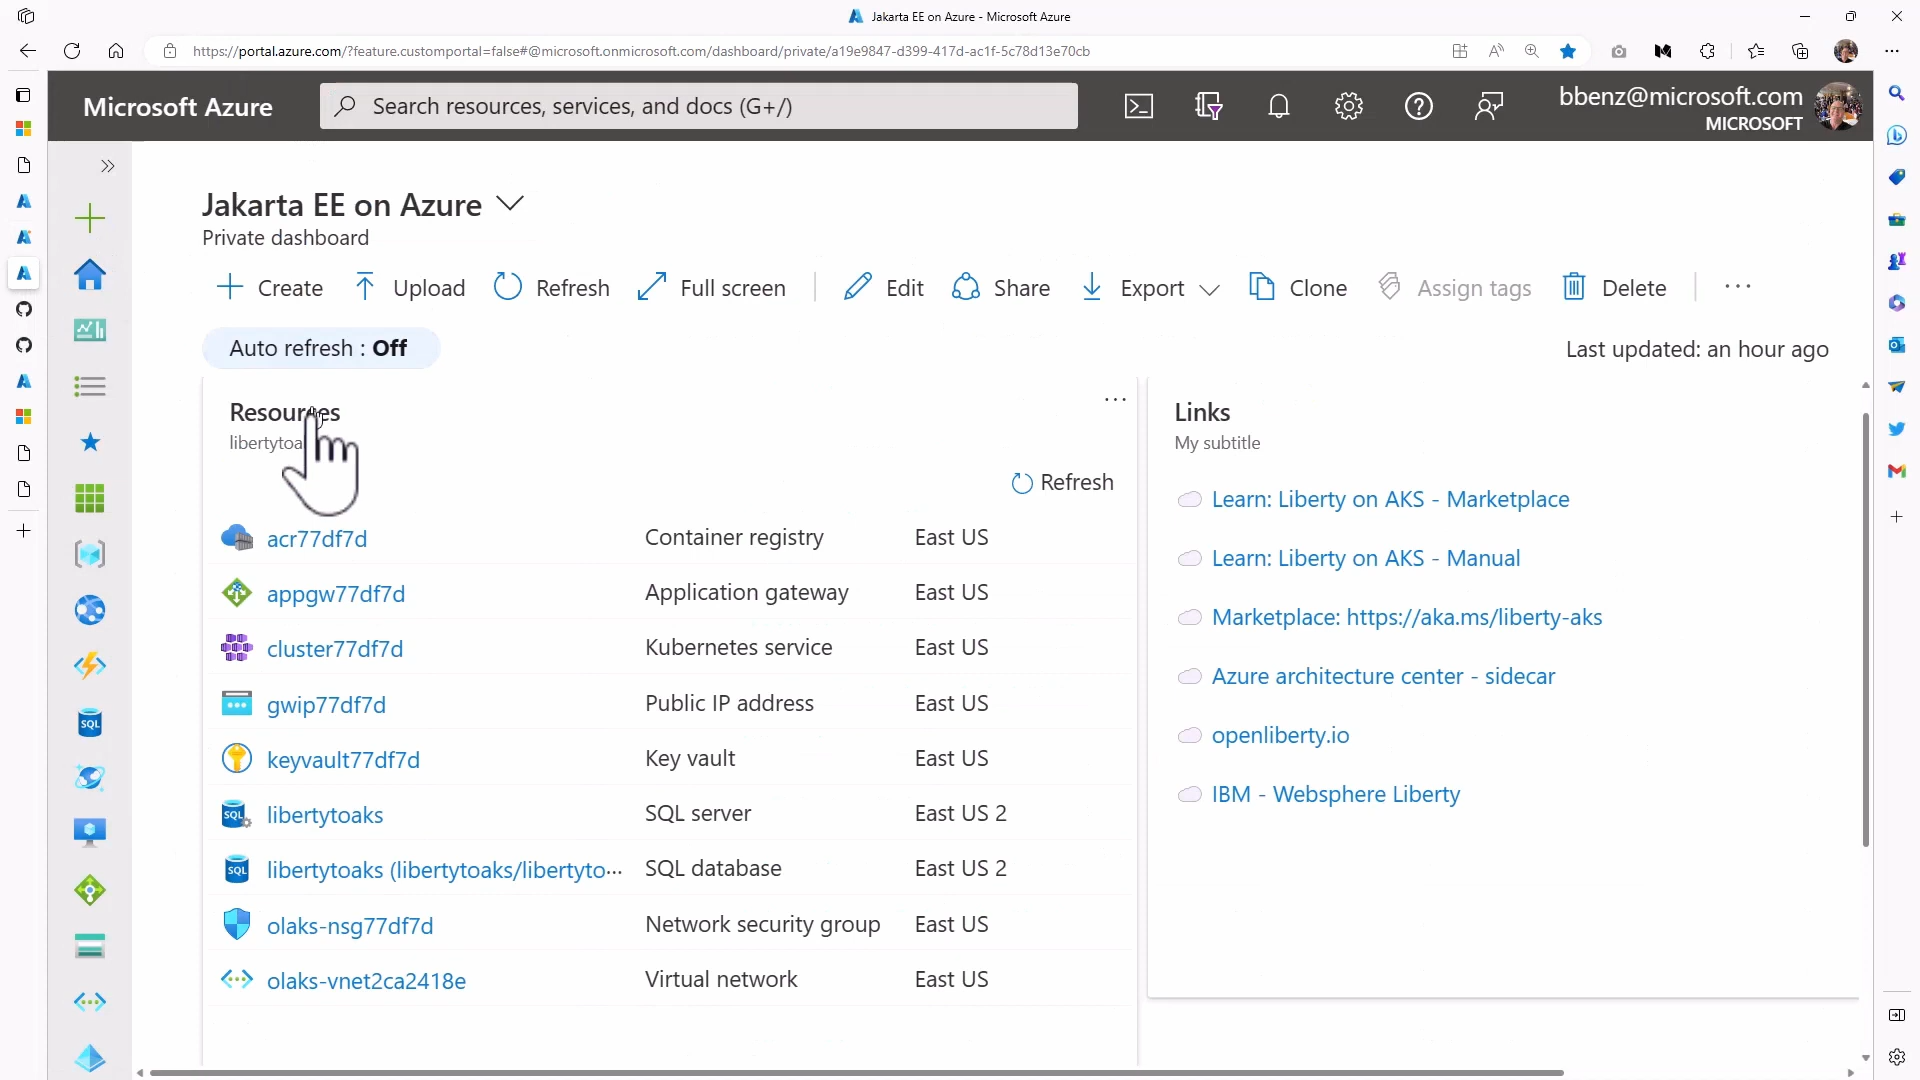 Jakarta EE on Azure - Microsoft Azure
https://portal.azure.com/?feature.customportal=false#@microsoft.onmicrosoft.com/dashboard/private/a19e9847-d399-417d-ac1f-5c78d13e70cb
Microsoft Azure
Search resources, services, and docs (G+/)
bbenz@microsoft.com
MICROSOFT
Jakarta EE on Azure
Private dashboard
Create Upload Refresh Full screen Edit Share Export Clone Assign tags Delete
Auto refresh : Off
Last updated: an hour ago
Resources
Refresh
acr77df7d Container registry East US
appgw77df7d Application gateway East US
cluster77df7d Kubernetes service East US
gwip77df7d Public IP address East US
keyvault77df7d Key vault East US
libertytoaks SQL server East US 2
libertytoaks (libertytoaks/libertyto... SQL database East US 2
olaks-nsg77df7d Network security group East US
olaks-vnet2ca2418e Virtual network East US
Links
My subtitle
Learn: Liberty on AKS - Marketplace
Learn: Liberty on AKS - Manual
Marketplace: https://aka.ms/liberty-aks
Azure architecture center - sidecar
openliberty.io
IBM - Websphere Liberty